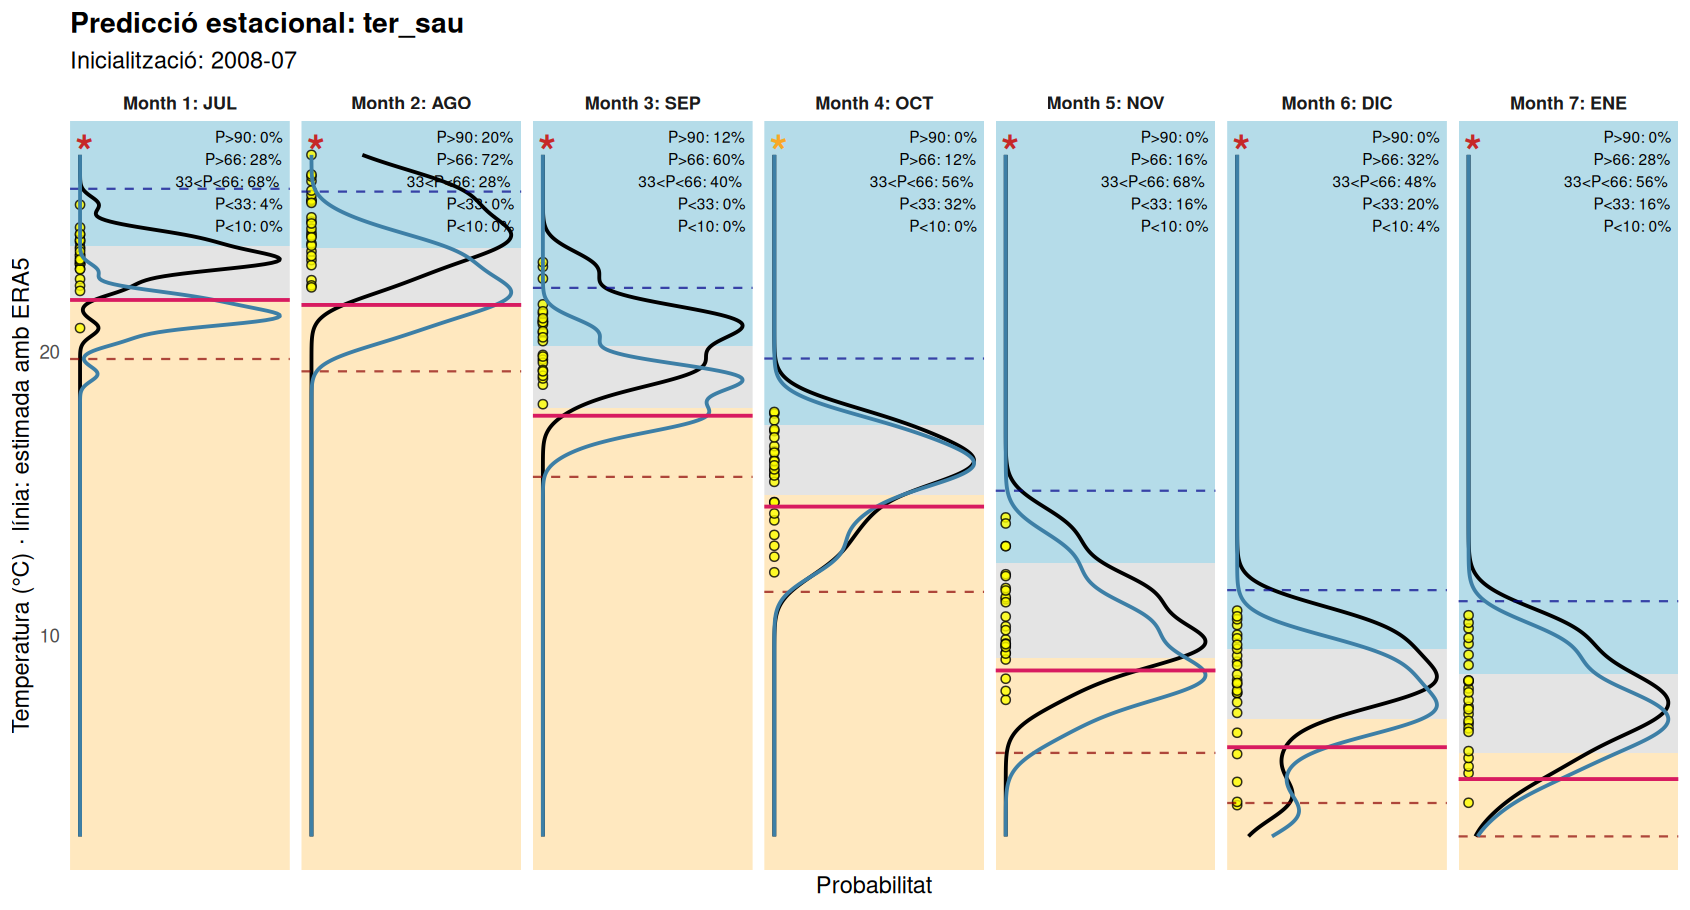 Predicció estacional: ter_sau
Inicialització: 2008-07
Month 1: JUL
P>90: 0%
P>66: 28%
33<P<66: 68%
P<33: 4%
P<10: 0%
Month 2: AGO
P>90: 20%
P>66: 72%
33<P<66: 28%
P<33: 0%
P<10: 0%
Month 3: SEP
P>90: 12%
P>66: 60%
33<P<66: 40%
P<33: 0%
P<10: 0%
Month 4: OCT
P>90: 0%
P>66: 12%
33<P<66: 56%
P<33: 32%
P<10: 0%
Month 5: NOV
P>90: 0%
P>66: 16%
33<P<66: 68%
P<33: 16%
P<10: 0%
Month 6: DIC
P>90: 0%
P>66: 32%
33<P<66: 48%
P<33: 20%
P<10: 4%
Month 7: ENE
P>90: 0%
P>66: 28%
33<P<66: 56%
P<33: 16%
P<10: 0%
Temperatura (°C) · línia: estimada amb ERA5
20
10
Probabilitat